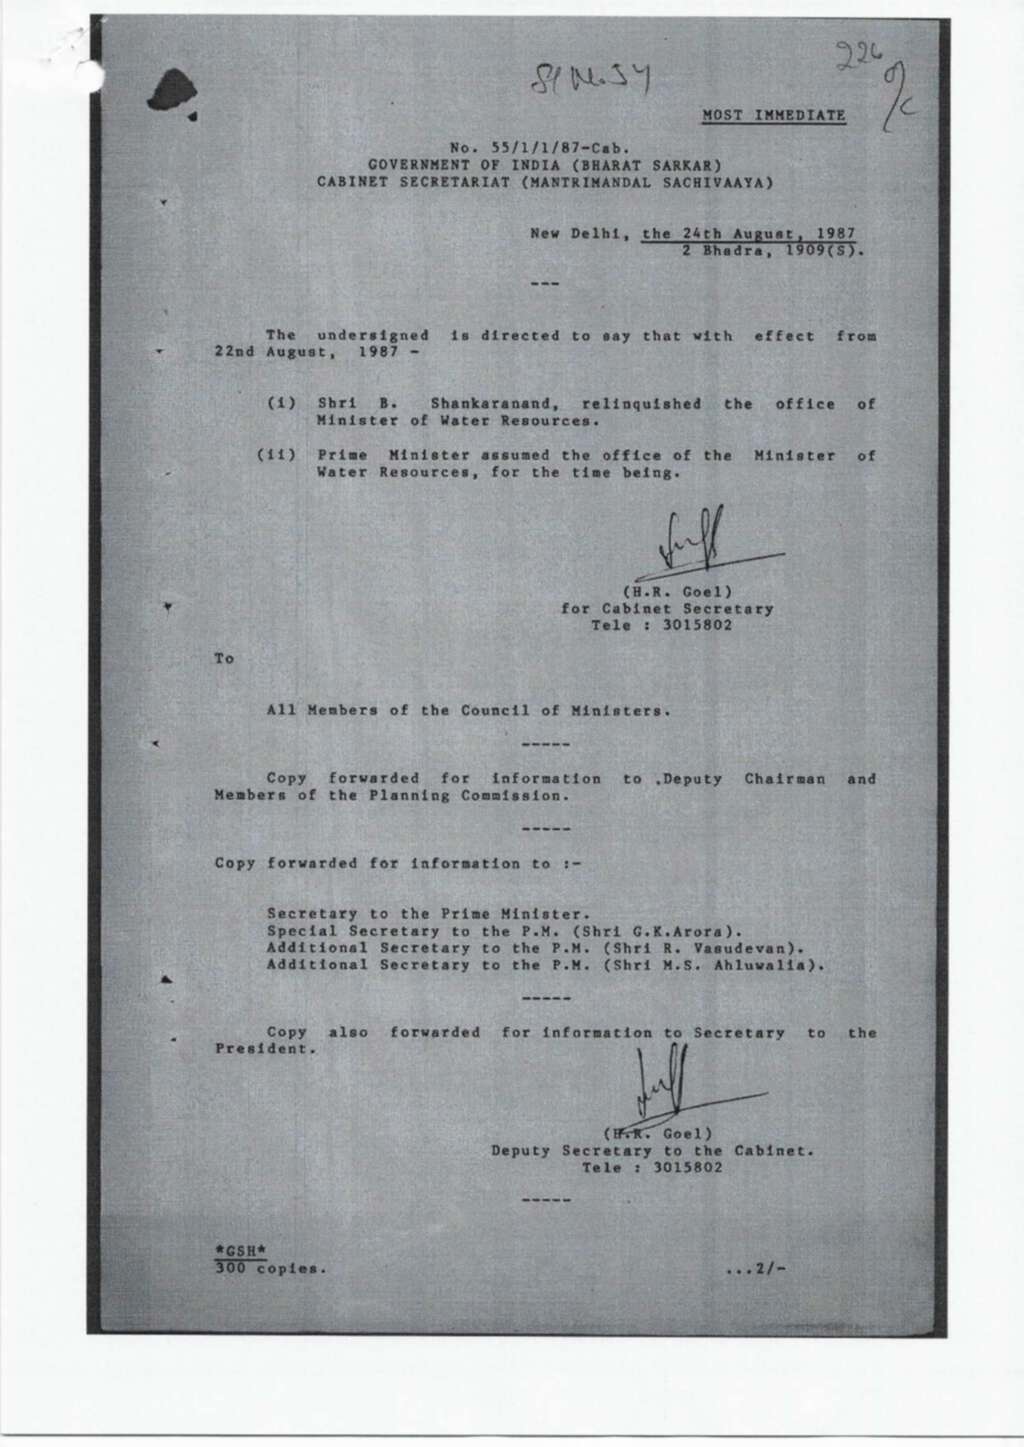 226
Sl No. 54
O/C
MOST IMMEDIATE
No. 55/1/1/87-Cab.
GOVERNMENT OF INDIA (BHARAT SARKAR)
CABINET SECRETARIAT (MANTRIMANDAL SACHIVAAYA)
New Delhi, the 24th August, 1987
2 Bhadra, 1909(S).
---
The undersigned is directed to say that with effect from
22nd August, 1987 -
(i) Shri B. Shankaranand, relinquished the office of
Minister of Water Resources.
(ii) Prime Minister assumed the office of the Minister of
Water Resources, for the time being.
(H.R. Goel)
for Cabinet Secretary
Tele : 3015802
To
All Members of the Council of Ministers.
-----
Copy forwarded for information to .Deputy Chairman and
Members of the Planning Commission.
-----
Copy forwarded for information to :-
Secretary to the Prime Minister.
Special Secretary to the P.M. (Shri G.K.Arora).
Additional Secretary to the P.M. (Shri R. Vasudevan).
Additional Secretary to the P.M. (Shri M.S. Ahluwalia).
-----
Copy also forwarded for information to Secretary to the
President.
(H.R. Goel)
Deputy Secretary to the Cabinet.
Tele : 3015802
-----
*GSH*
300 copies.
...2/-